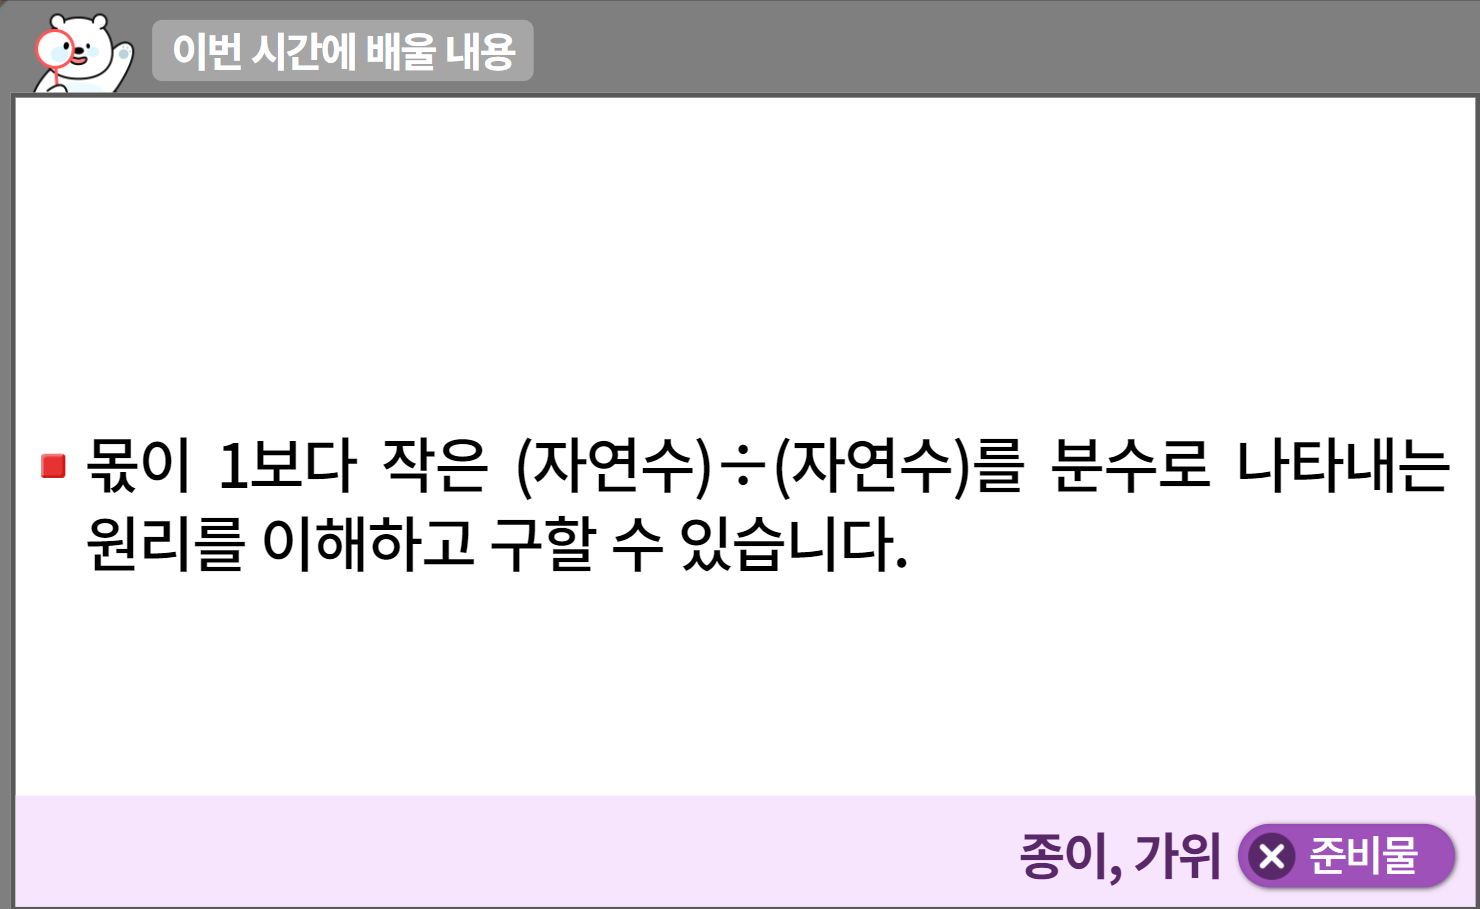 이번 시간에 배울 내용
몫이 1보다 작은 (자연수)÷(자연수)를 분수로 나타내는
원리를 이해하고 구할 수 있습니다.
종이, 가위 준비물